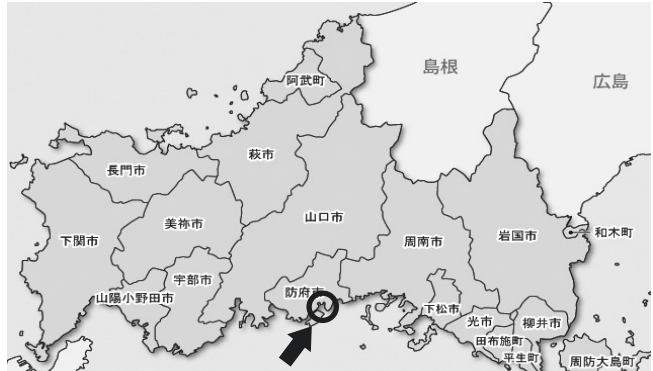 島根
広島
阿武町
萩市
長門市
山口市
美祢市
下関市
周南市
岩国市
和木町
宇部市
山陽小野田市
防府市
下松市
光市
柳井市
田布施町
平生町
周防大島町